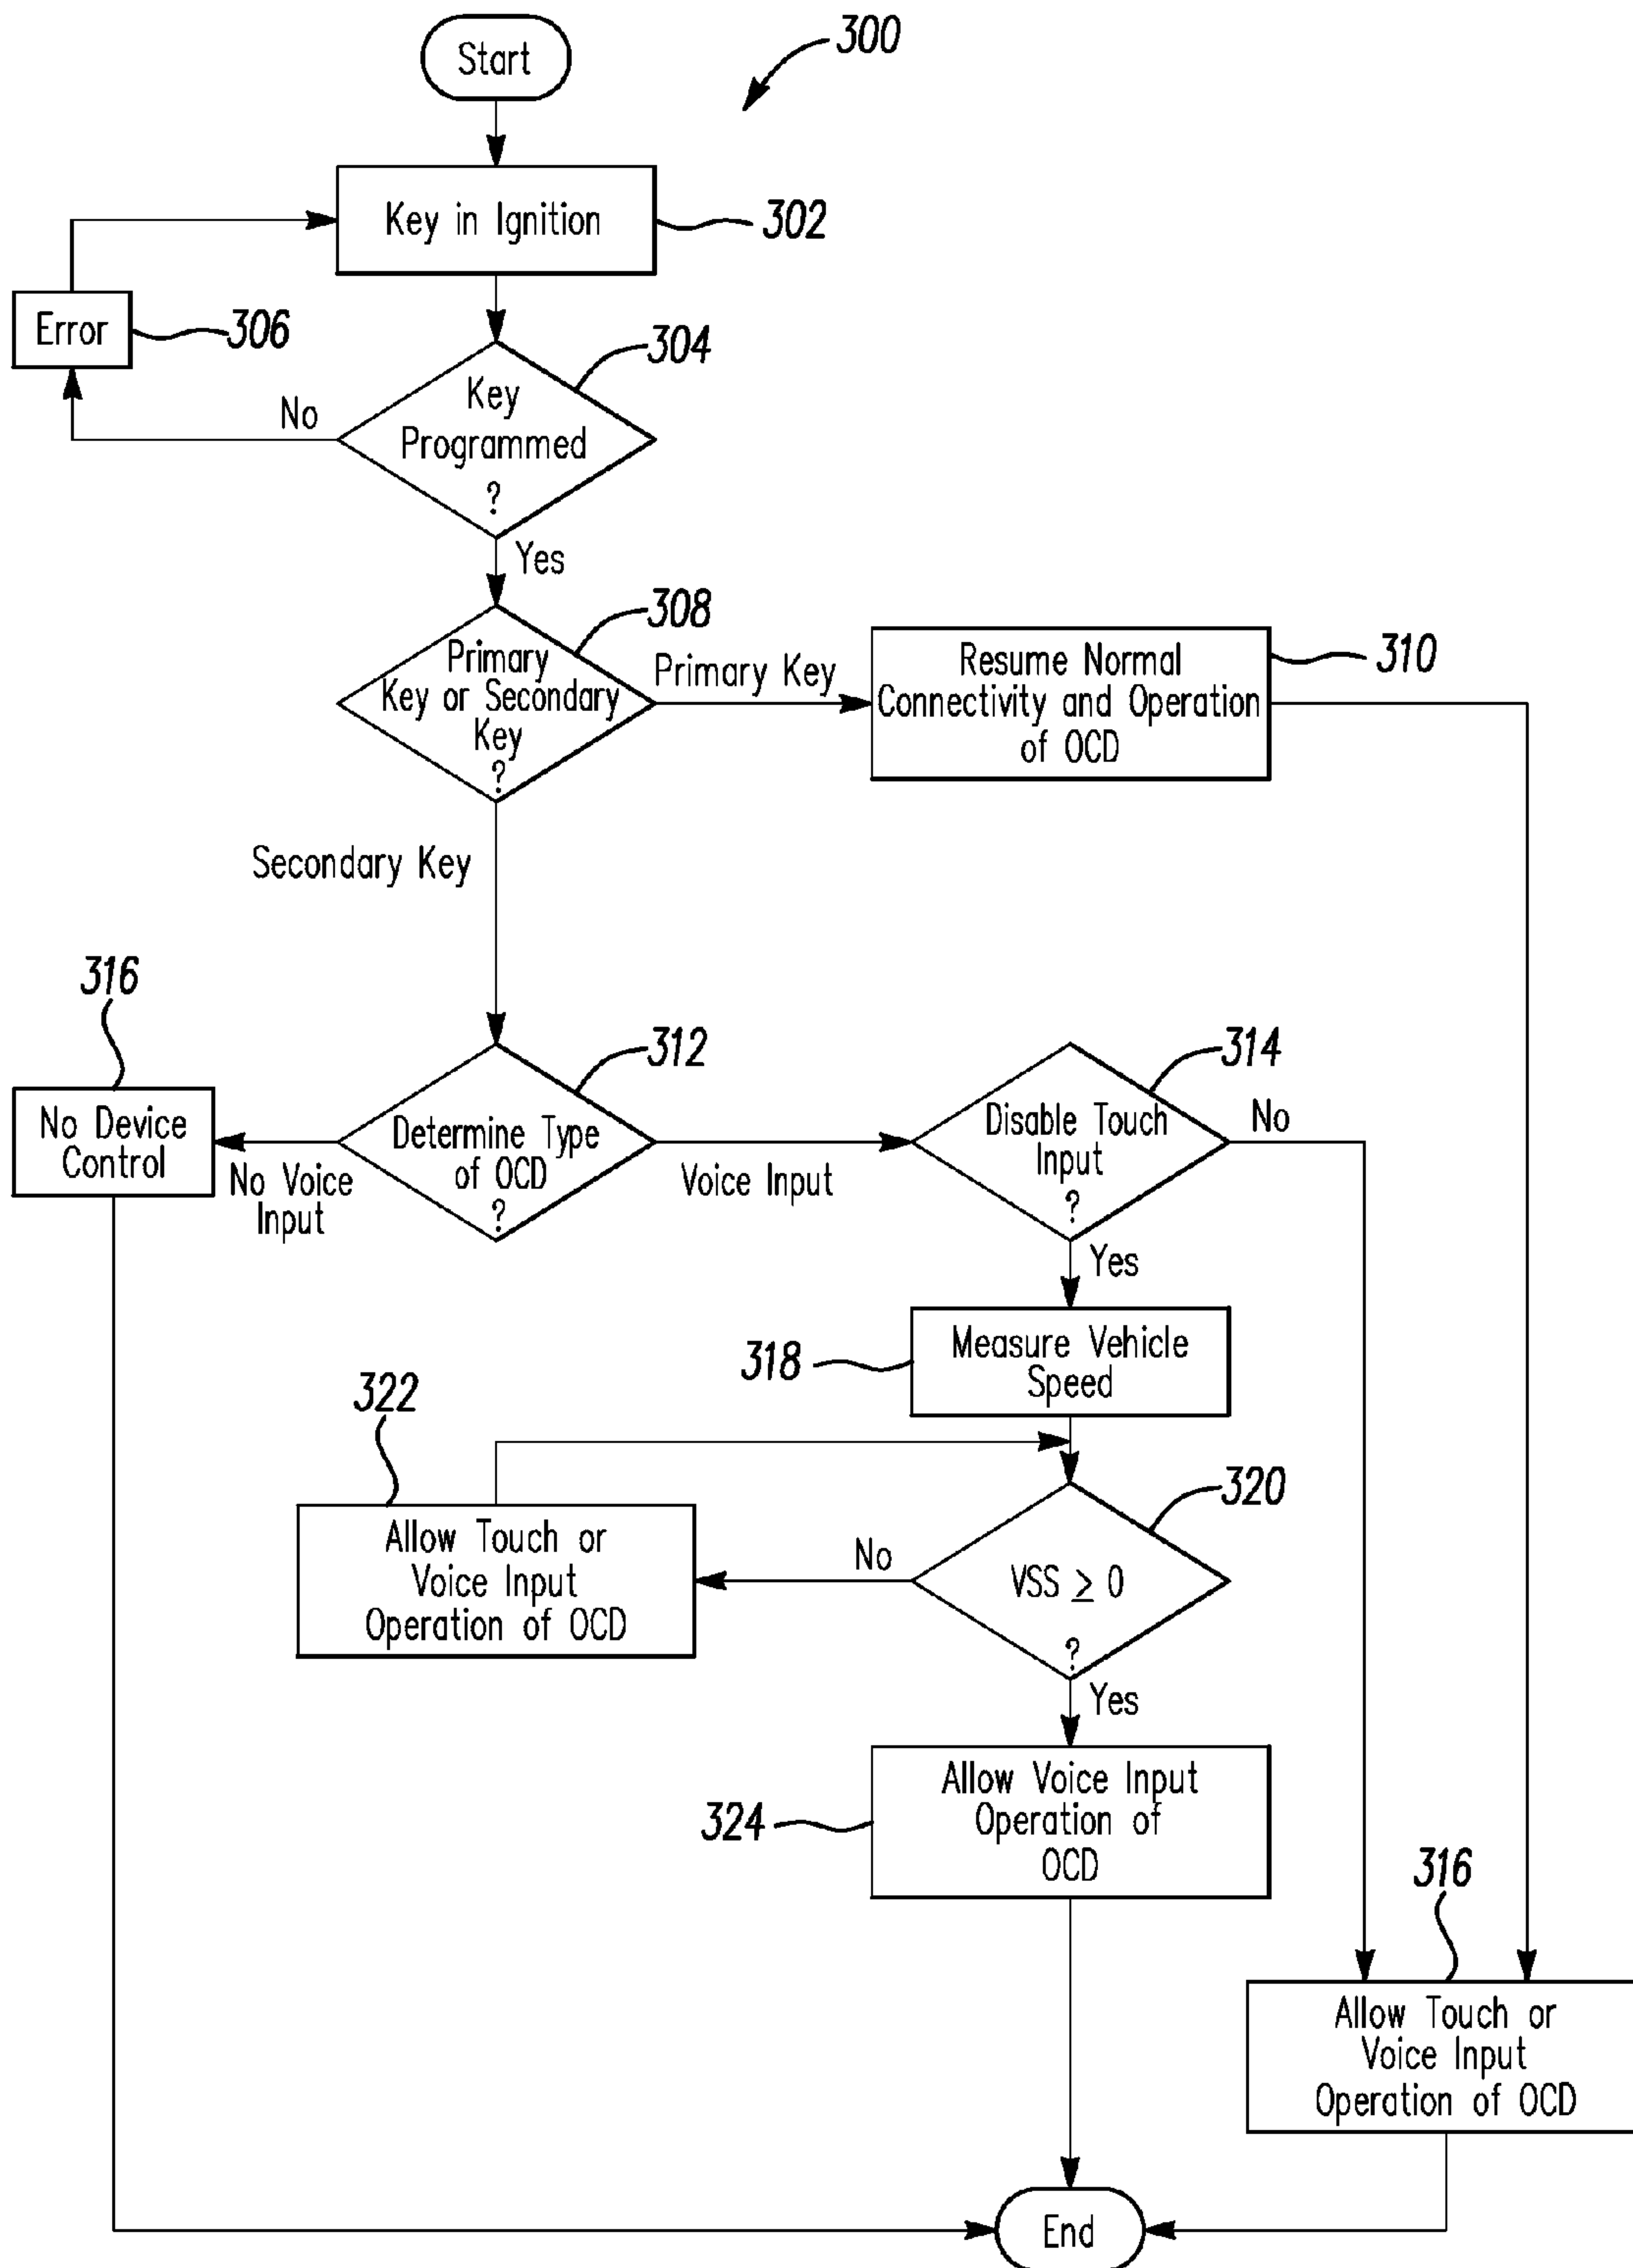 Start
300
Key in Ignition
302
Error
306
304
Key
Programmed
?
No
Yes
308
Primary
Key or Secondary
Key
?
Primary Key
Resume Normal
Connectivity and Operation
of OCD
310
Secondary Key
316
No Device
Control
No Voice
Input
312
Determine Type
of OCD
?
Voice Input
314
Disable Touch
Input
?
No
Yes
318
Measure Vehicle
Speed
322
Allow Touch or
Voice Input
Operation of OCD
No
320
VSS ≥ 0
?
Yes
324
Allow Voice Input
Operation of
OCD
316
Allow Touch or
Voice Input
Operation of OCD
End